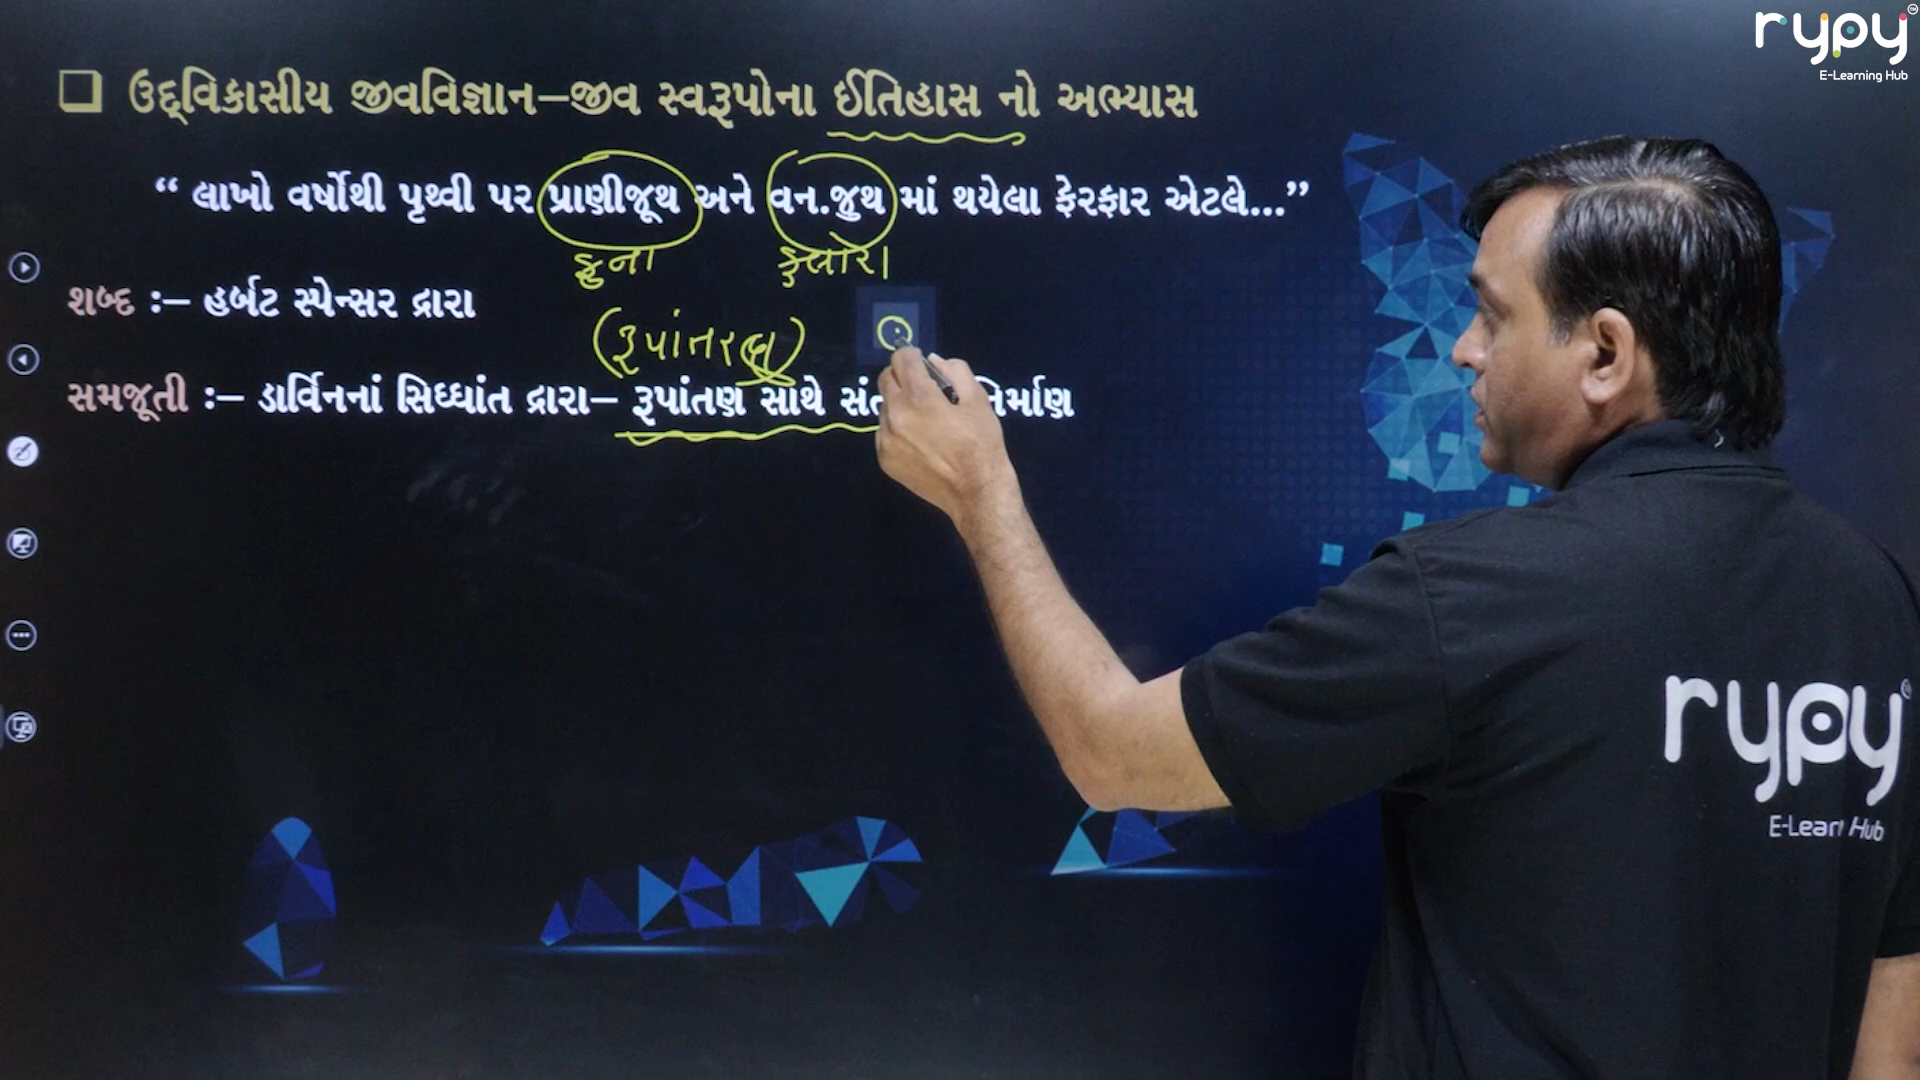 rypy
E-Learning Hub
❑ ઉદ્‌વિકાસીય જીવવિજ્ઞાન–જીવ સ્વરૂપોના ઈતિહાસ નો અભ્યાસ
“ લાખો વર્ષોથી પૃથ્વી પર પ્રાણીજૂથ અને વન.જુથ માં થયેલા ફેરફાર એટલે...”
ફુના ફ્લોરા
શબ્દ :– હર્બટ સ્પેન્સર દ્રારા
(રૂપાંતરણ)
સમજૂતી :– ડાર્વિનનાં સિધ્ધાંત દ્રારા– રૂપાંતણ સાથે
rypy
E-Lear Hub